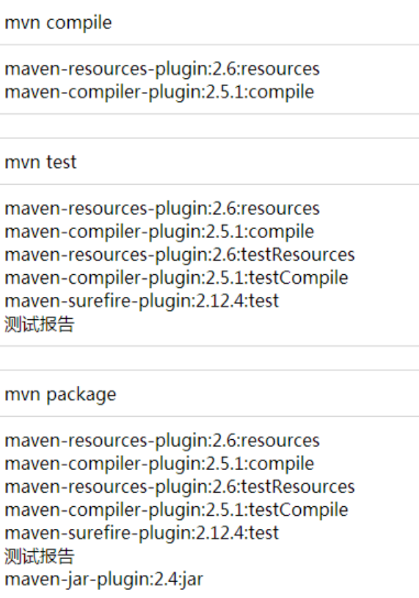 mvn compile
maven-resources-plugin:2.6:resources
maven-compiler-plugin:2.5.1:compile
mvn test
maven-resources-plugin:2.6:resources
maven-compiler-plugin:2.5.1:compile
maven-resources-plugin:2.6:testResources
maven-compiler-plugin:2.5.1:testCompile
maven-surefire-plugin:2.12.4:test
测试报告
mvn package
maven-resources-plugin:2.6:resources
maven-compiler-plugin:2.5.1:compile
maven-resources-plugin:2.6:testResources
maven-compiler-plugin:2.5.1:testCompile
maven-surefire-plugin:2.12.4:test
测试报告
maven-jar-plugin:2.4:jar